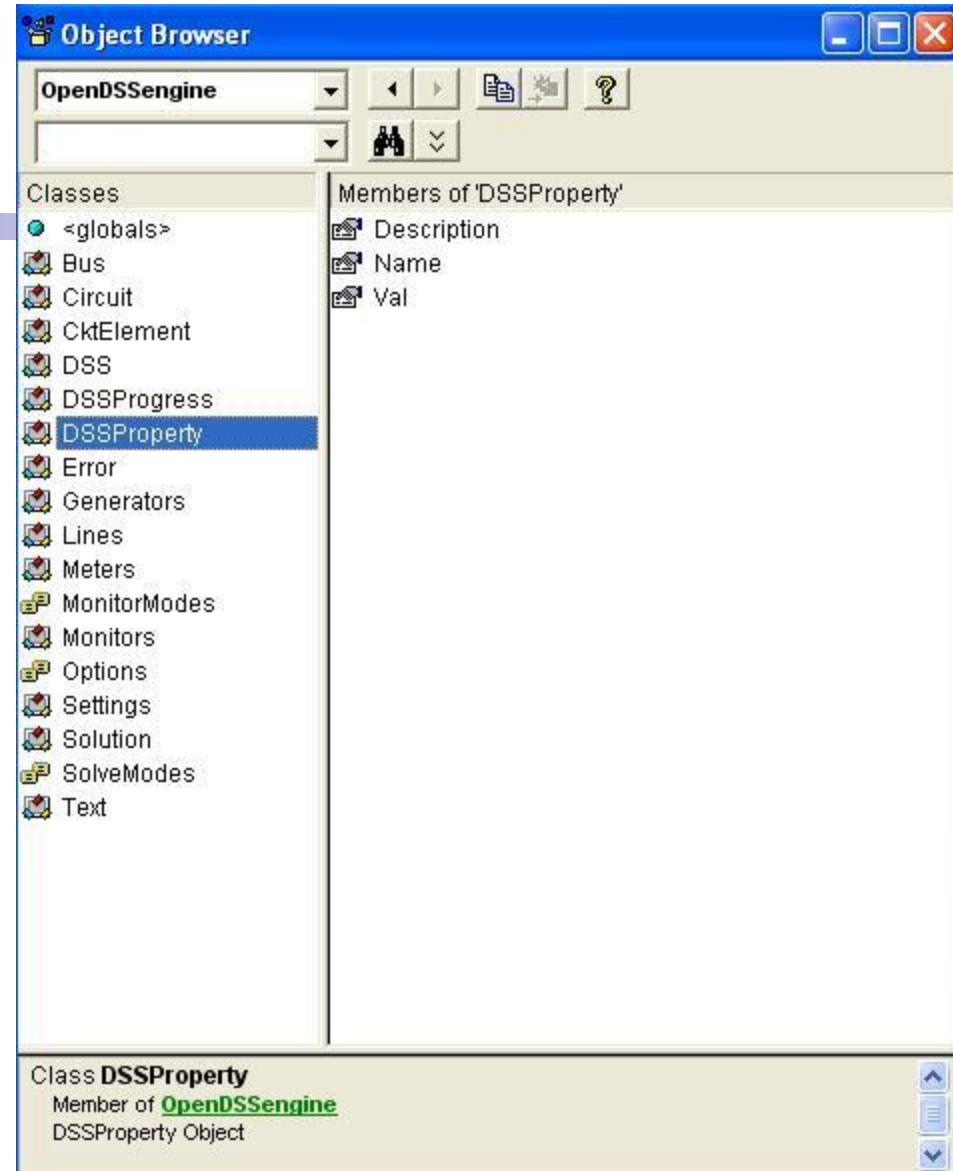 Object Browser
OpenDSSengine
Classes
<globals>
Bus
Circuit
CktElement
DSS
DSSProgress
DSSProperty
Error
Generators
Lines
Meters
MonitorModes
Monitors
Options
Settings
Solution
SolveModes
Text
Members of 'DSSProperty'
Description
Name
Val
Class DSSProperty
Member of OpenDSSengine
DSSProperty Object